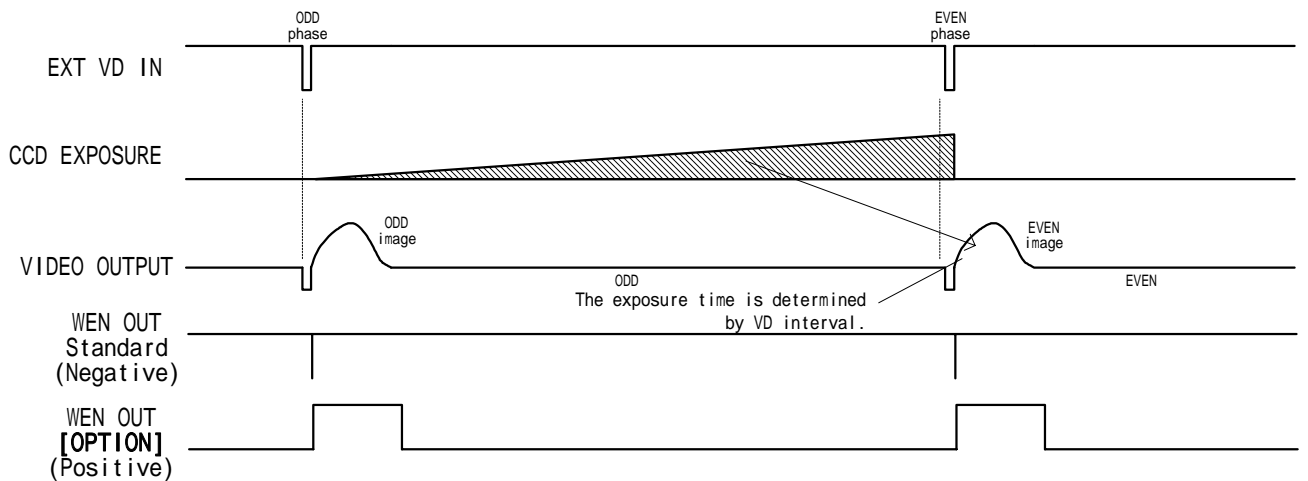 ODD
phase
EVEN
phase
EXT VD IN
CCD EXPOSURE
ODD
image
EVEN
image
VIDEO OUTPUT
ODD
EVEN
The exposure time is determined
by VD interval.
WEN OUT
Standard
(Negative)
WEN OUT
[OPTION]
(Positive)